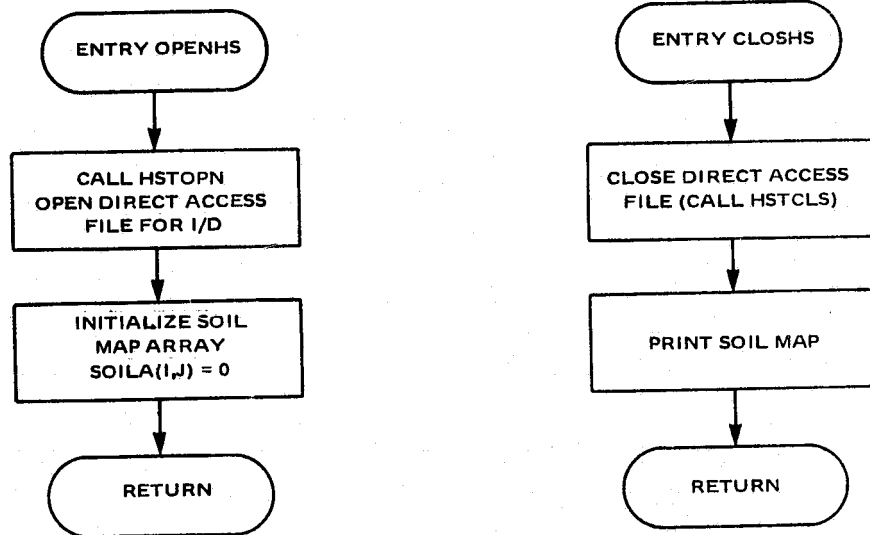 ENTRY OPENHS
CALL HSTOPN
OPEN DIRECT ACCESS
FILE FOR I/D
INITIALIZE SOIL
MAP ARRAY
SOILA(I,J) = 0
RETURN
ENTRY CLOSHS
CLOSE DIRECT ACCESS
FILE (CALL HSTCLS)
PRINT SOIL MAP
RETURN